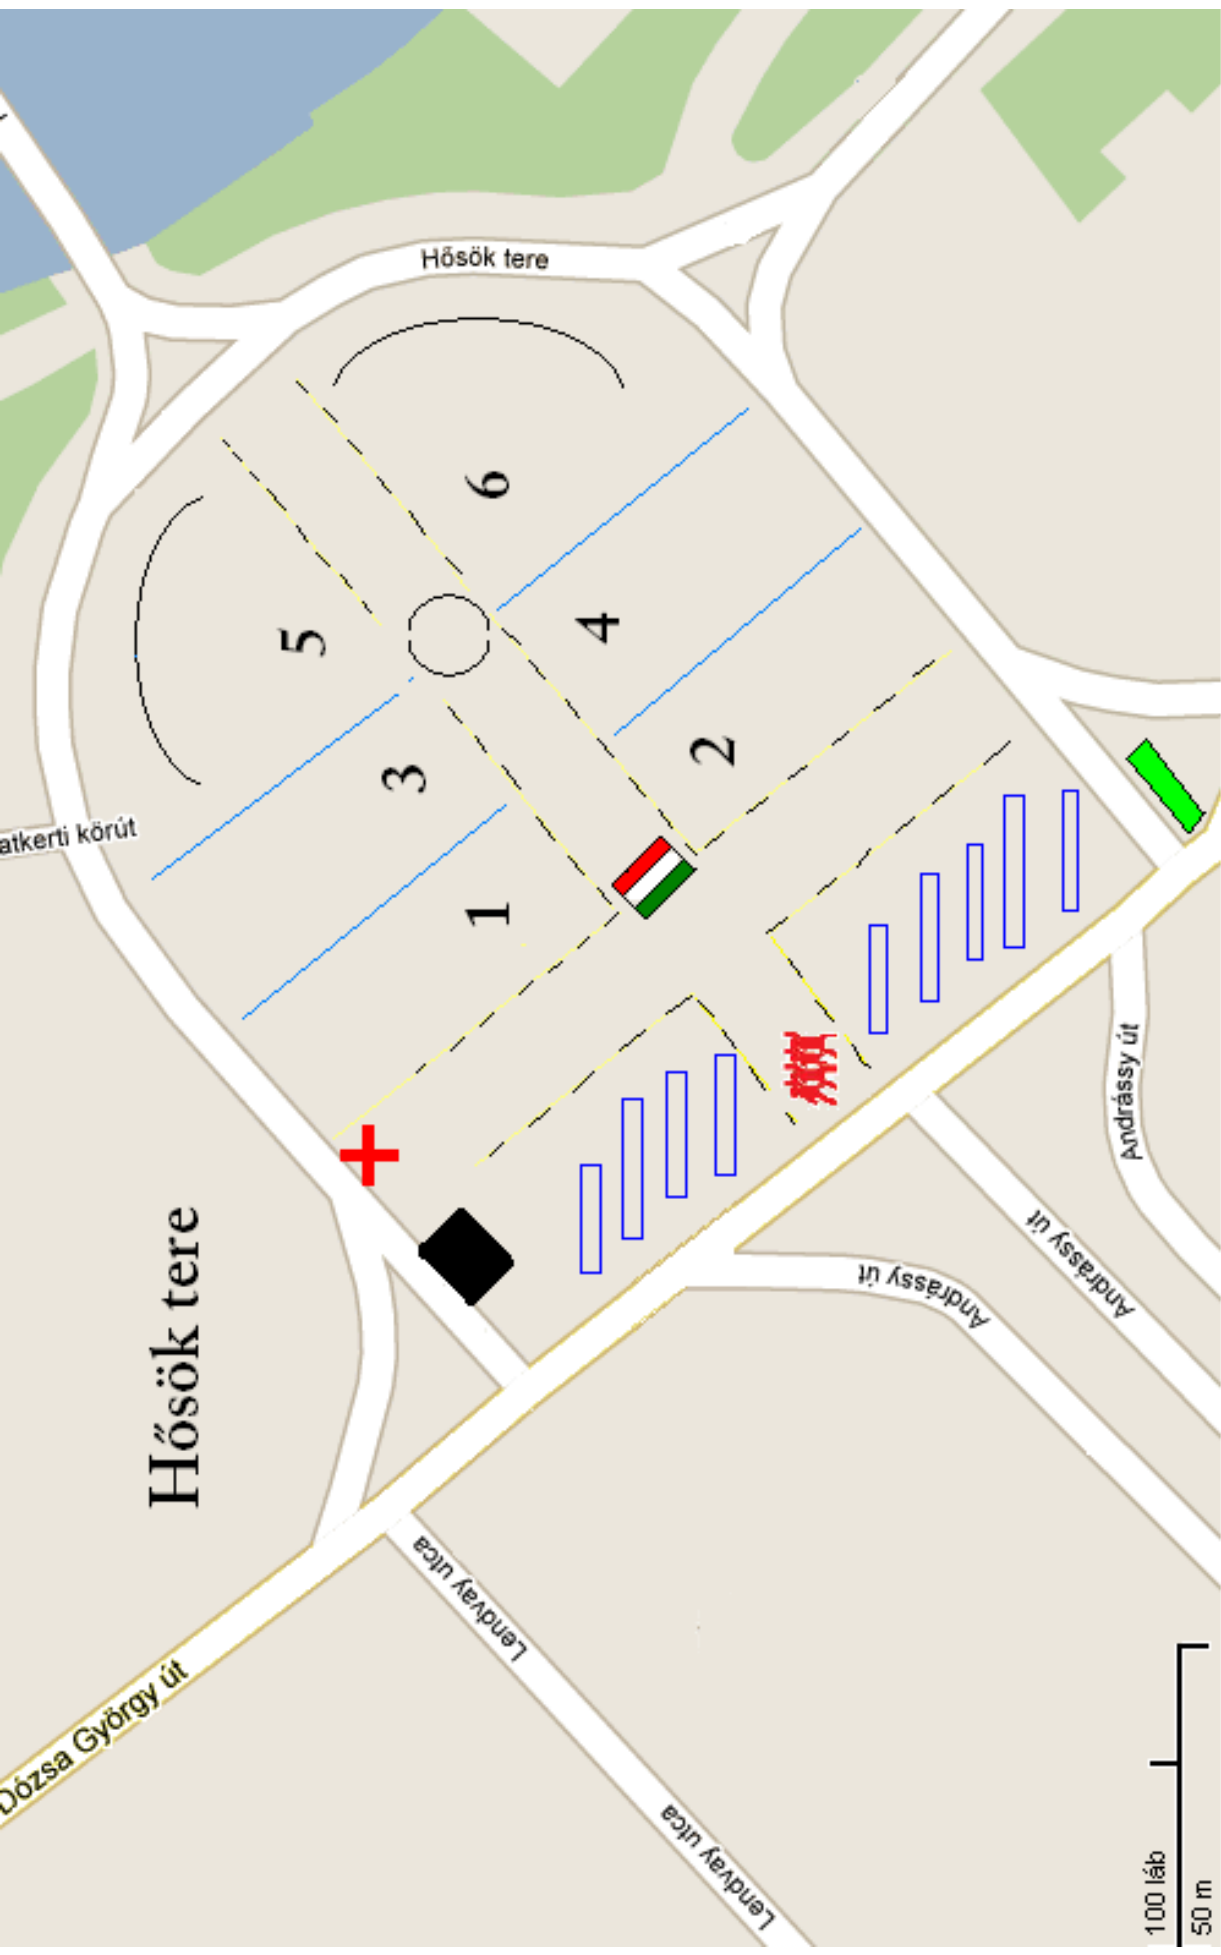 Hősök tere
atkerti körút
Hősök tere
5
6
3
4
1
2
Dózsa György út
Lendvay utca
Lendvay utca
Andrássy út
Andrássy út
Andrássy út
100 láb
50 m